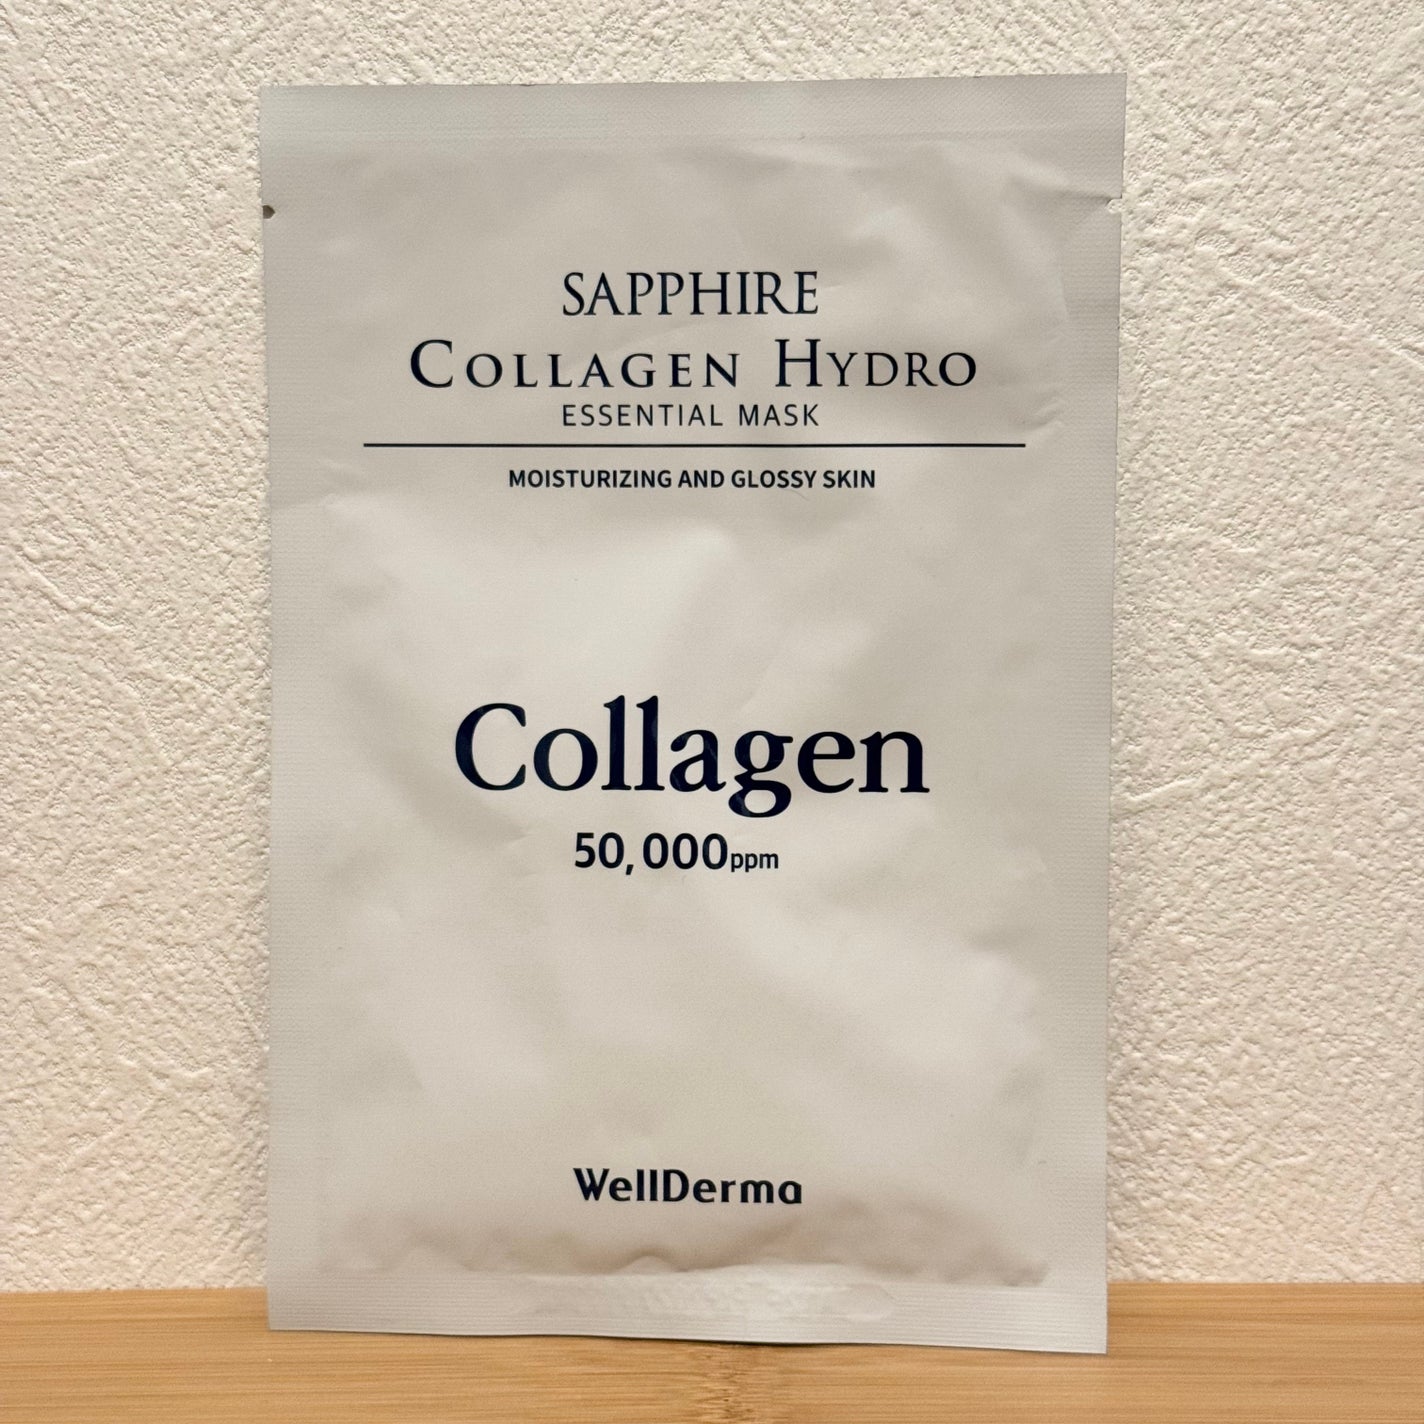 SAPPHIRE
COLLAGEN HYDRO
ESSENTIAL MASK
MOISTURIZING AND GLOSSY SKIN
Collagen
50,000ppm
WellDerma